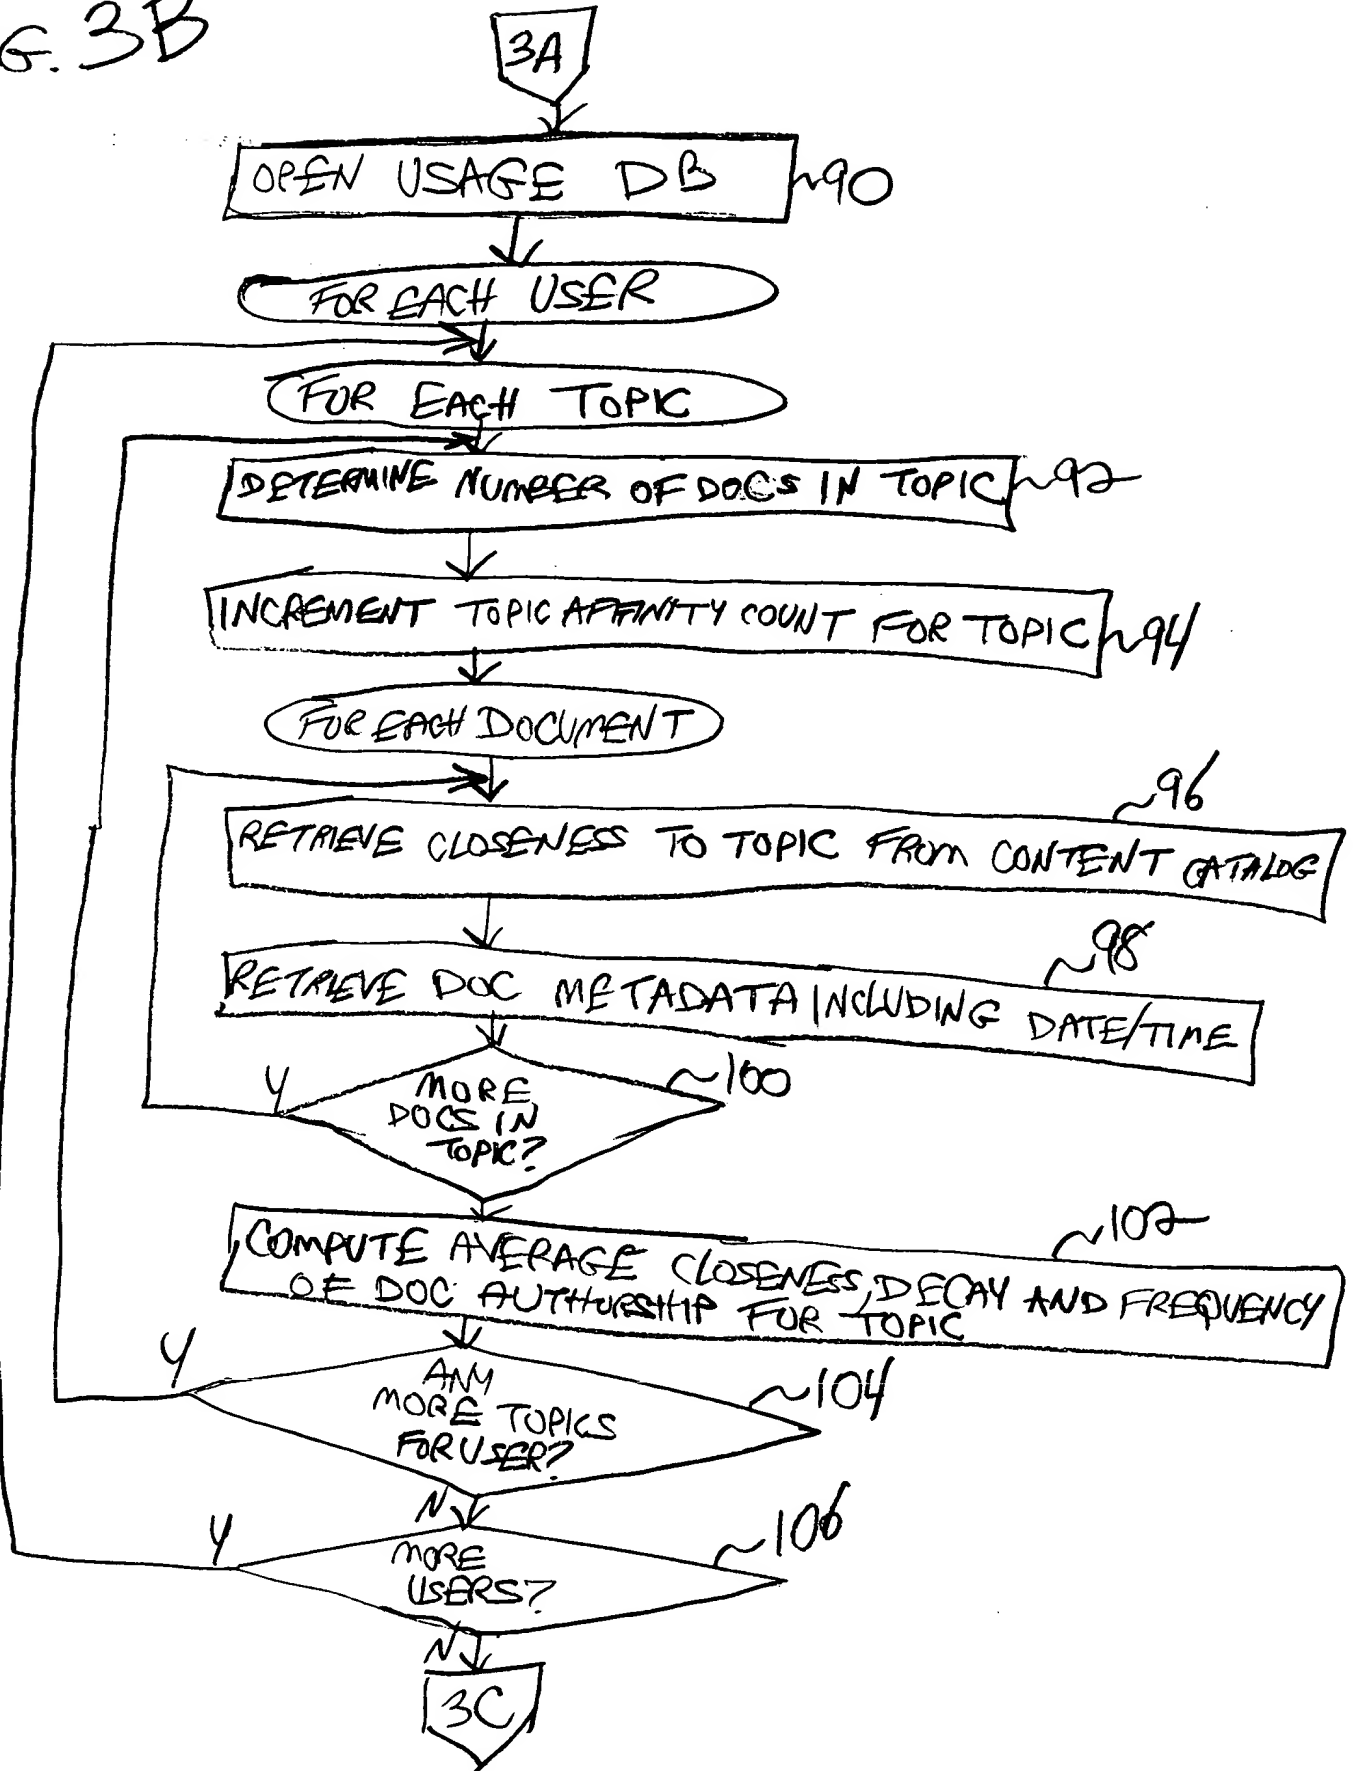 G. 3B
3A
OPEN USAGE DB
90
FOR EACH USER
FOR EACH TOPIC
DETERMINE NUMBER OF DOCS IN TOPIC
92
INCREMENT TOPIC AFFINITY COUNT FOR TOPIC
94
FOR EACH DOCUMENT
96
RETRIEVE CLOSENESS TO TOPIC FROM CONTENT CATALOG
98
RETRIEVE DOC METADATA INCLUDING DATE/TIME
Y
100
MORE
DOCS IN
TOPIC?
102
COMPUTE AVERAGE CLOSENESS, DECAY AND FREQUENCY
OF DOC AUTHORSHIP FOR TOPIC
Y
104
ANY
MORE TOPICS
FOR USER?
N
Y
106
MORE
USERS?
N
3C